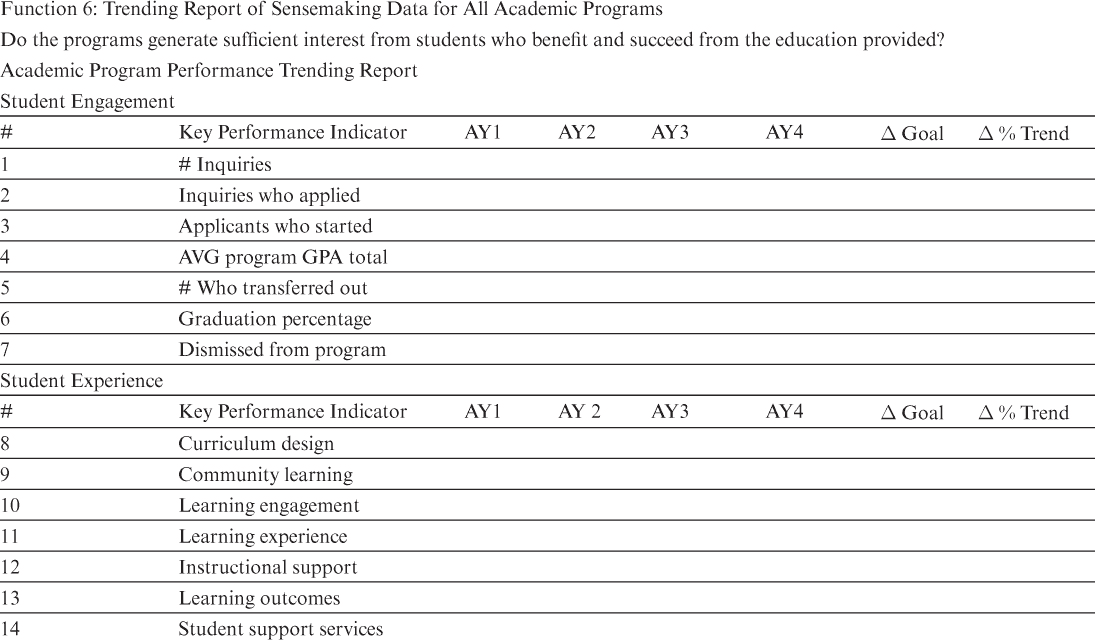 Function 6: Trending Report of Sensemaking Data for All Academic Programs
Do the programs generate sufficient interest from students who benefit and succeed from the education provided?
Academic Program Performance Trending Report
Student Engagement
# Key Performance Indicator AY1 AY2 AY3 AY4 Δ Goal Δ % Trend
1 # Inquiries
2 Inquiries who applied
3 Applicants who started
4 AVG program GPA total
5 # Who transferred out
6 Graduation percentage
7 Dismissed from program
Student Experience
# Key Performance Indicator AY1 AY 2 AY3 AY4 Δ Goal Δ % Trend
8 Curriculum design
9 Community learning
10 Learning engagement
11 Learning experience
12 Instructional support
13 Learning outcomes
14 Student support services